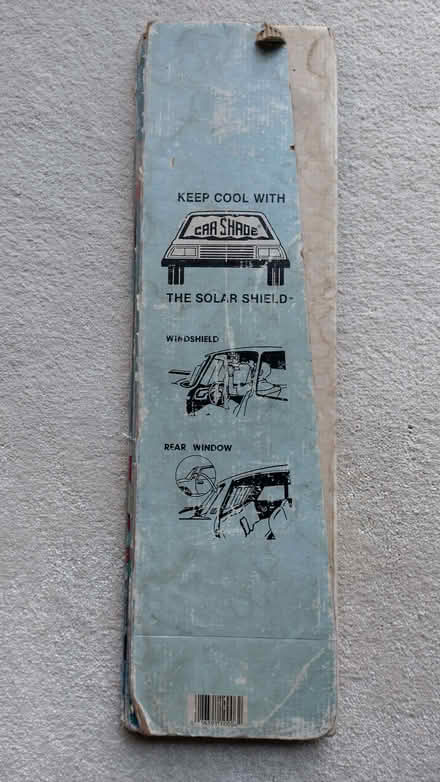 KEEP COOL WITH
CAR SHADE
THE SOLAR SHIELD
WINDSHIELD
REAR WINDOW